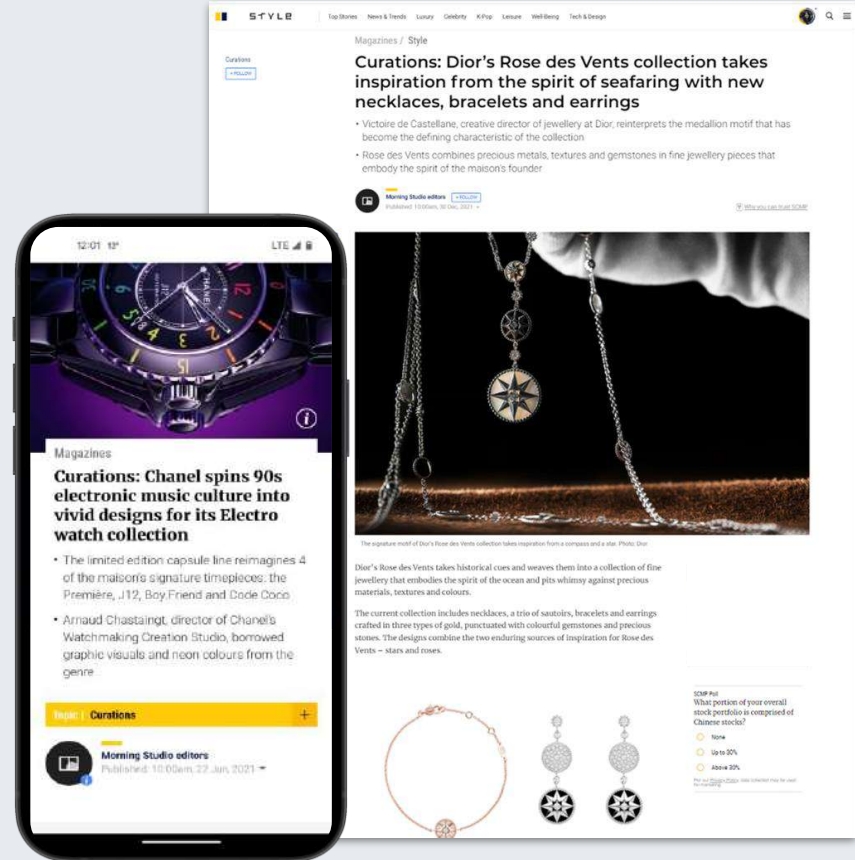 STYLE
Top Stories News & Trends Luxury Celebrity K-Pop Leisure Well-Being Tech & Design
Magazines / Style
Curations
+ FOLLOW
Curations: Dior's Rose des Vents collection takes
inspiration from the spirit of seafaring with new
necklaces, bracelets and earrings
• Victoire de Castellane, creative director of jewellery at Dior, reinterprets the medallion motif that has
become the defining characteristic of the collection
• Rose des Vents combines precious metals, textures and gemstones in fine jewellery pieces that
embody the spirit of the maison's founder
Morning Studio editors + FOLLOW
Published: 10:00am, 30 Dec, 2021
Why you can trust SCMP
The signature motif of Dior's Rose des Vents collection takes inspiration from a compass and a star. Photo: Dior
Dior's Rose des Vents takes historical cues and weaves them into a collection of fine
jewellery that embodies the spirit of the ocean and pits whimsy against precious
materials, textures and colours.
The current collection includes necklaces, a trio of sautoirs, bracelets and earrings
crafted in three types of gold, punctuated with colourful gemstones and precious
stones. The designs combine the two enduring sources of inspiration for Rose des
Vents – stars and roses.
SCMP Poll
What portion of your overall
stock portfolio is comprised of
Chinese stocks?
None
Up to 30%
Above 30%
12:01 LTE
CHANEL
Magazines
Curations: Chanel spins 90s
electronic music culture into
vivid designs for its Electro
watch collection
• The limited edition capsule line reimagines 4
of the maison's signature timepieces: the
Première, J12, Boy.Friend and Code Coco
• Arnaud Chastaingt, director of Chanel's
Watchmaking Creation Studio, borrowed
graphic visuals and neon colours from the
genre
Topic | Curations +
Morning Studio editors
Published: 10:00am, 22 Jun, 2021